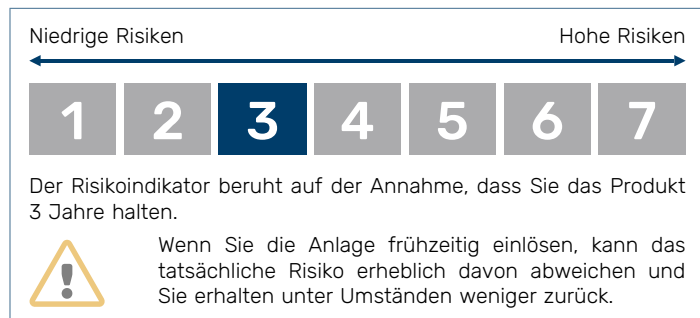 Niedrige Risiken Hohe Risiken
1 2 3 4 5 6 7
Der Risikoindikator beruht auf der Annahme, dass Sie das Produkt
3 Jahre halten.
Wenn Sie die Anlage frühzeitig einlösen, kann das
tatsächliche Risiko erheblich davon abweichen und
Sie erhalten unter Umständen weniger zurück.